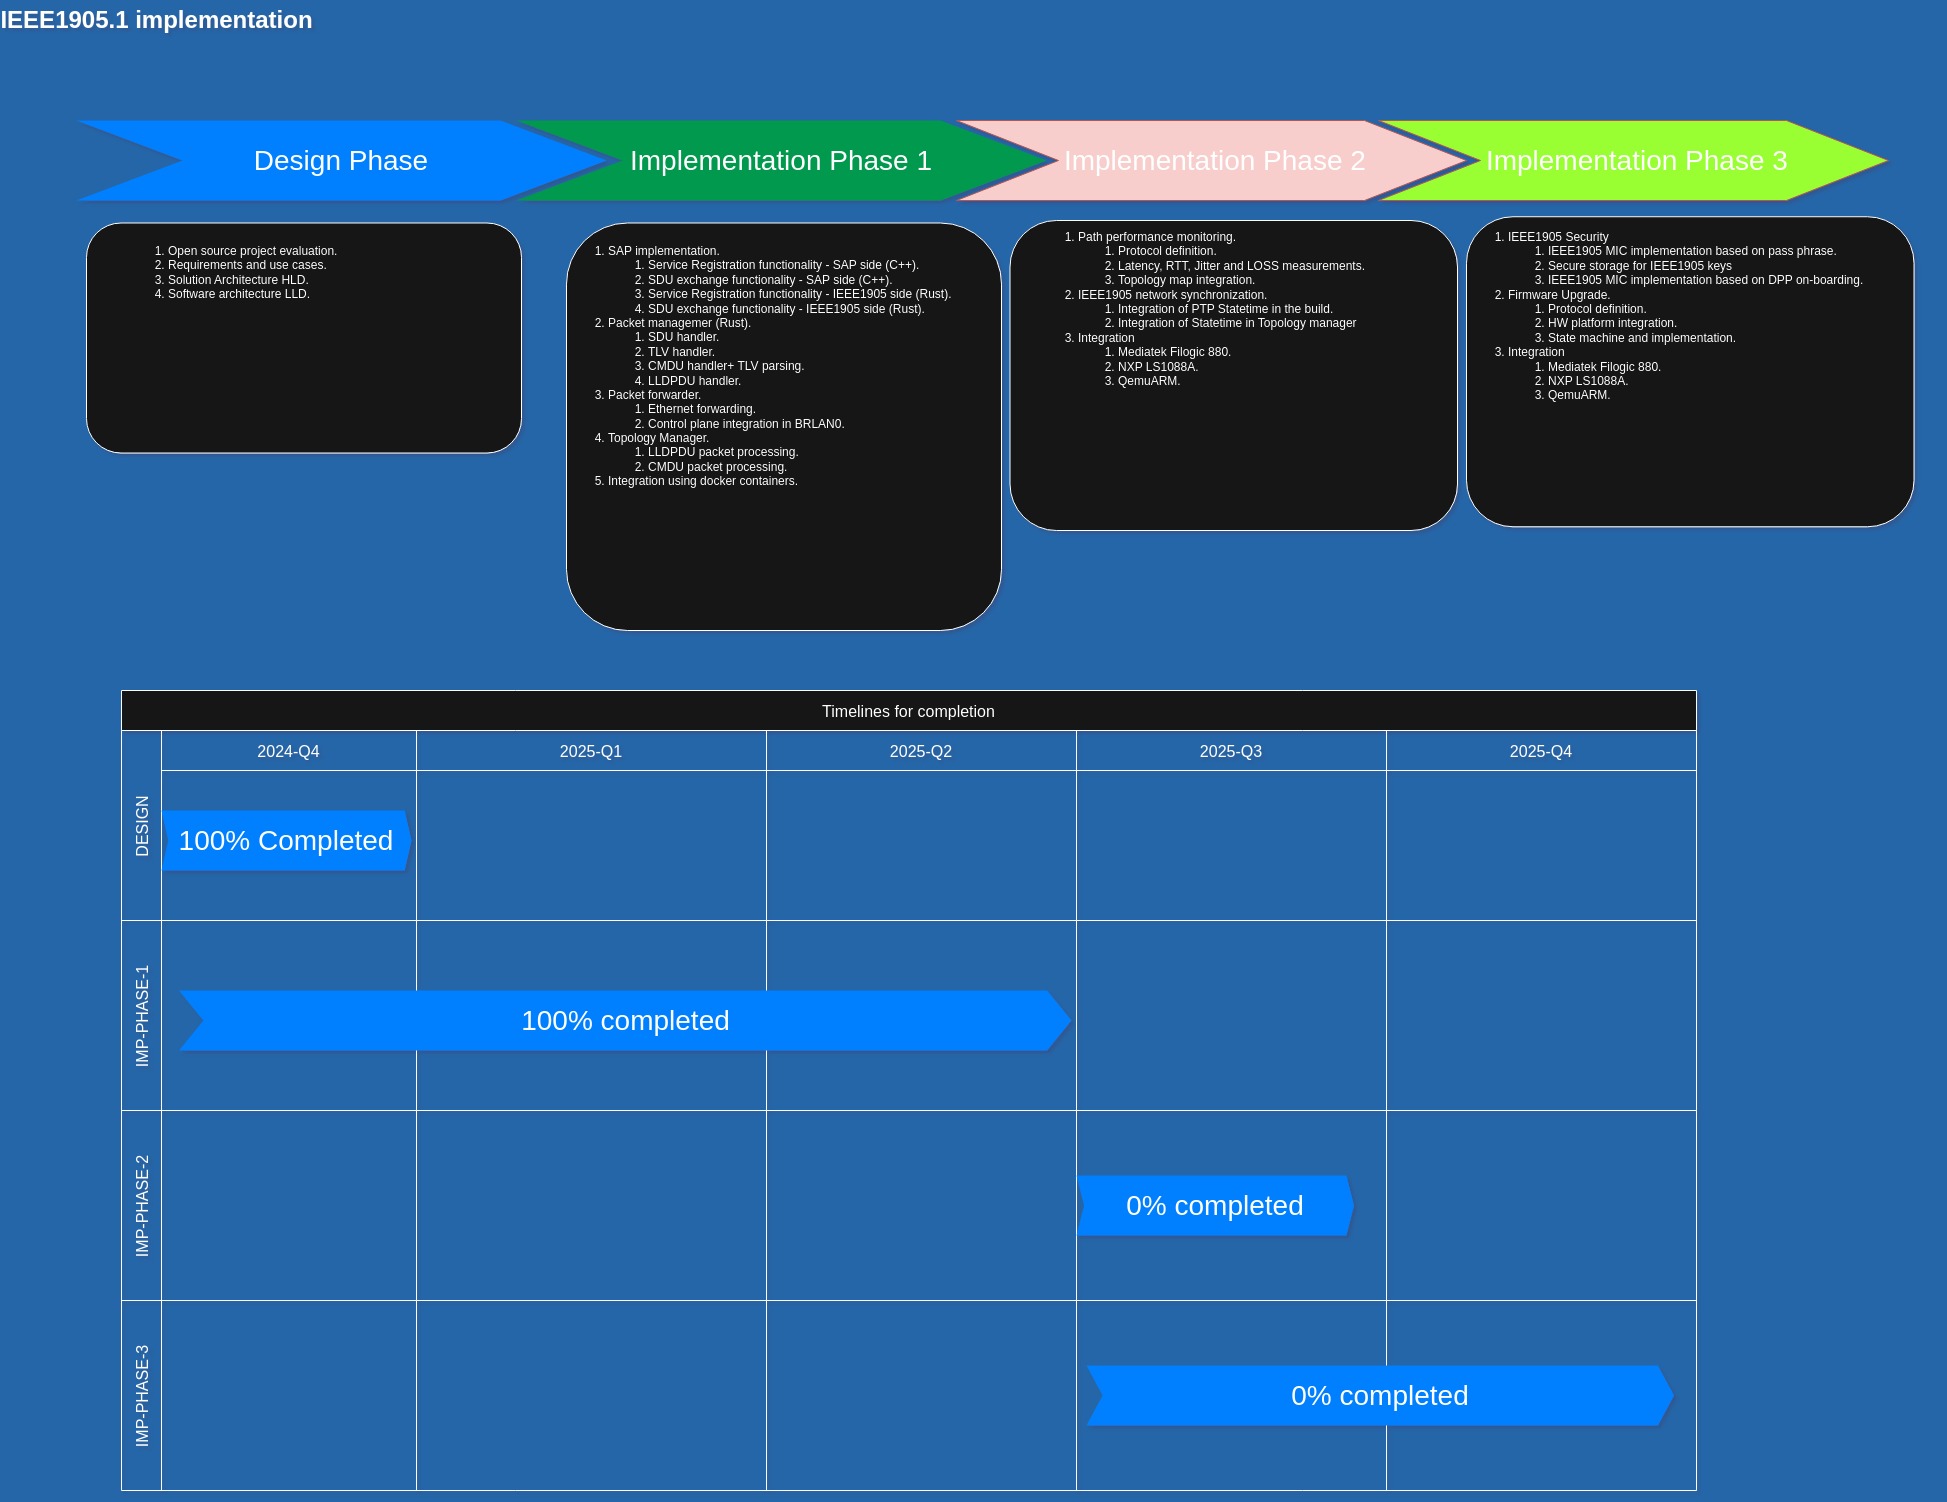 IEEE1905.1 implementation
Design Phase
Implementation Phase 1
Implementation Phase 2
Implementation Phase 3
1. Open source project evaluation.
2. Requirements and use cases.
3. Solution Architecture HLD.
4. Software architecture LLD.
1. SAP implementation.
1. Service Registration functionality - SAP side (C++).
2. SDU exchange functionality - SAP side (C++).
3. Service Registration functionality - IEEE1905 side (Rust).
4. SDU exchange functionality - IEEE1905 side (Rust).
2. Packet managemer (Rust).
1. SDU handler.
2. TLV handler.
3. CMDU handler+ TLV parsing.
4. LLDPDU handler.
3. Packet forwarder.
1. Ethernet forwarding.
2. Control plane integration in BRLAN0.
4. Topology Manager.
1. LLDPDU packet processing.
2. CMDU packet processing.
5. Integration using docker containers.
1. Path performance monitoring.
1. Protocol definition.
2. Latency, RTT, Jitter and LOSS measurements.
3. Topology map integration.
2. IEEE1905 network synchronization.
1. Integration of PTP Statetime in the build.
2. Integration of Statetime in Topology manager
3. Integration
1. Mediatek Filogic 880.
2. NXP LS1088A.
3. QemuARM.
1. IEEE1905 Security
1. IEEE1905 MIC implementation based on pass phrase.
2. Secure storage for IEEE1905 keys
3. IEEE1905 MIC implementation based on DPP on-boarding.
2. Firmware Upgrade.
1. Protocol definition.
2. HW platform integration.
3. State machine and implementation.
3. Integration
1. Mediatek Filogic 880.
2. NXP LS1088A.
3. QemuARM.
Timelines for completion
2024-Q4
2025-Q1
2025-Q2
2025-Q3
2025-Q4
DESIGN
100% Completed
IMP-PHASE-1
100% completed
IMP-PHASE-2
0% completed
IMP-PHASE-3
0% completed